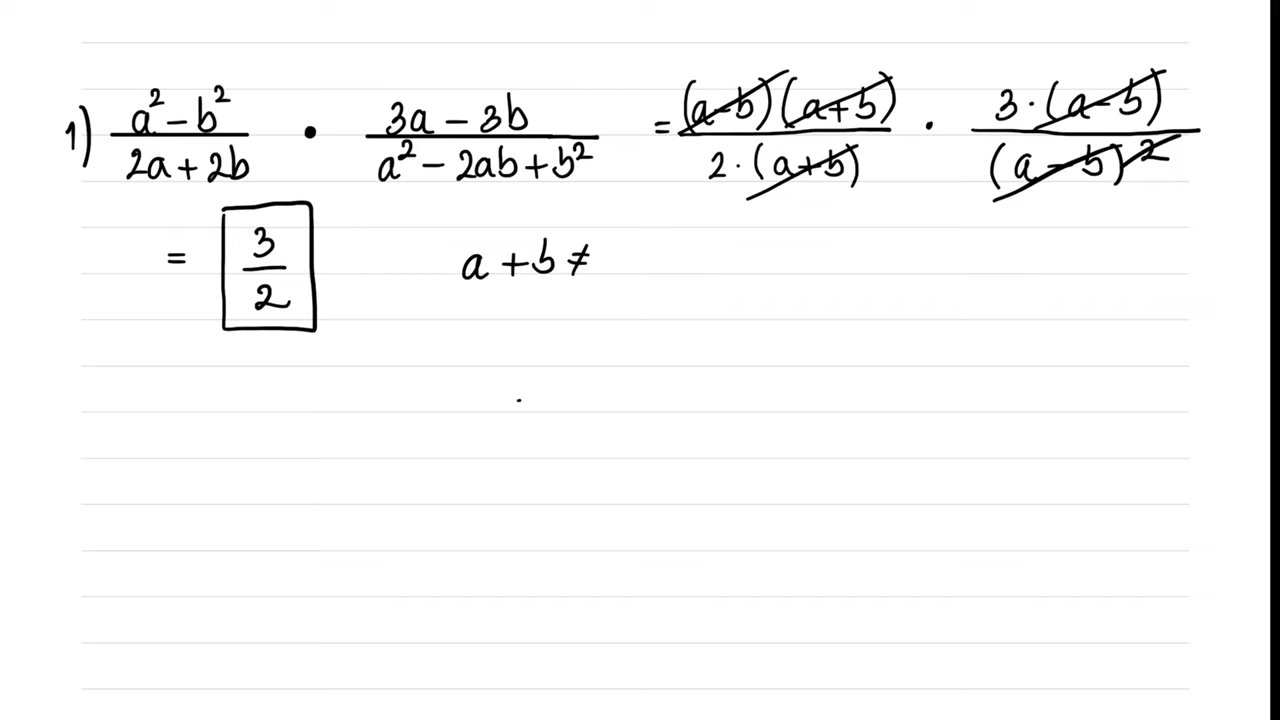 1) (a² - b²)/(2a + 2b) • (3a - 3b)/(a² - 2ab + b²) = ((a-b)(a+b))/(2·(a+b)) · (3·(a-b))/((a-b)²)
= 3/2 a + b ≠